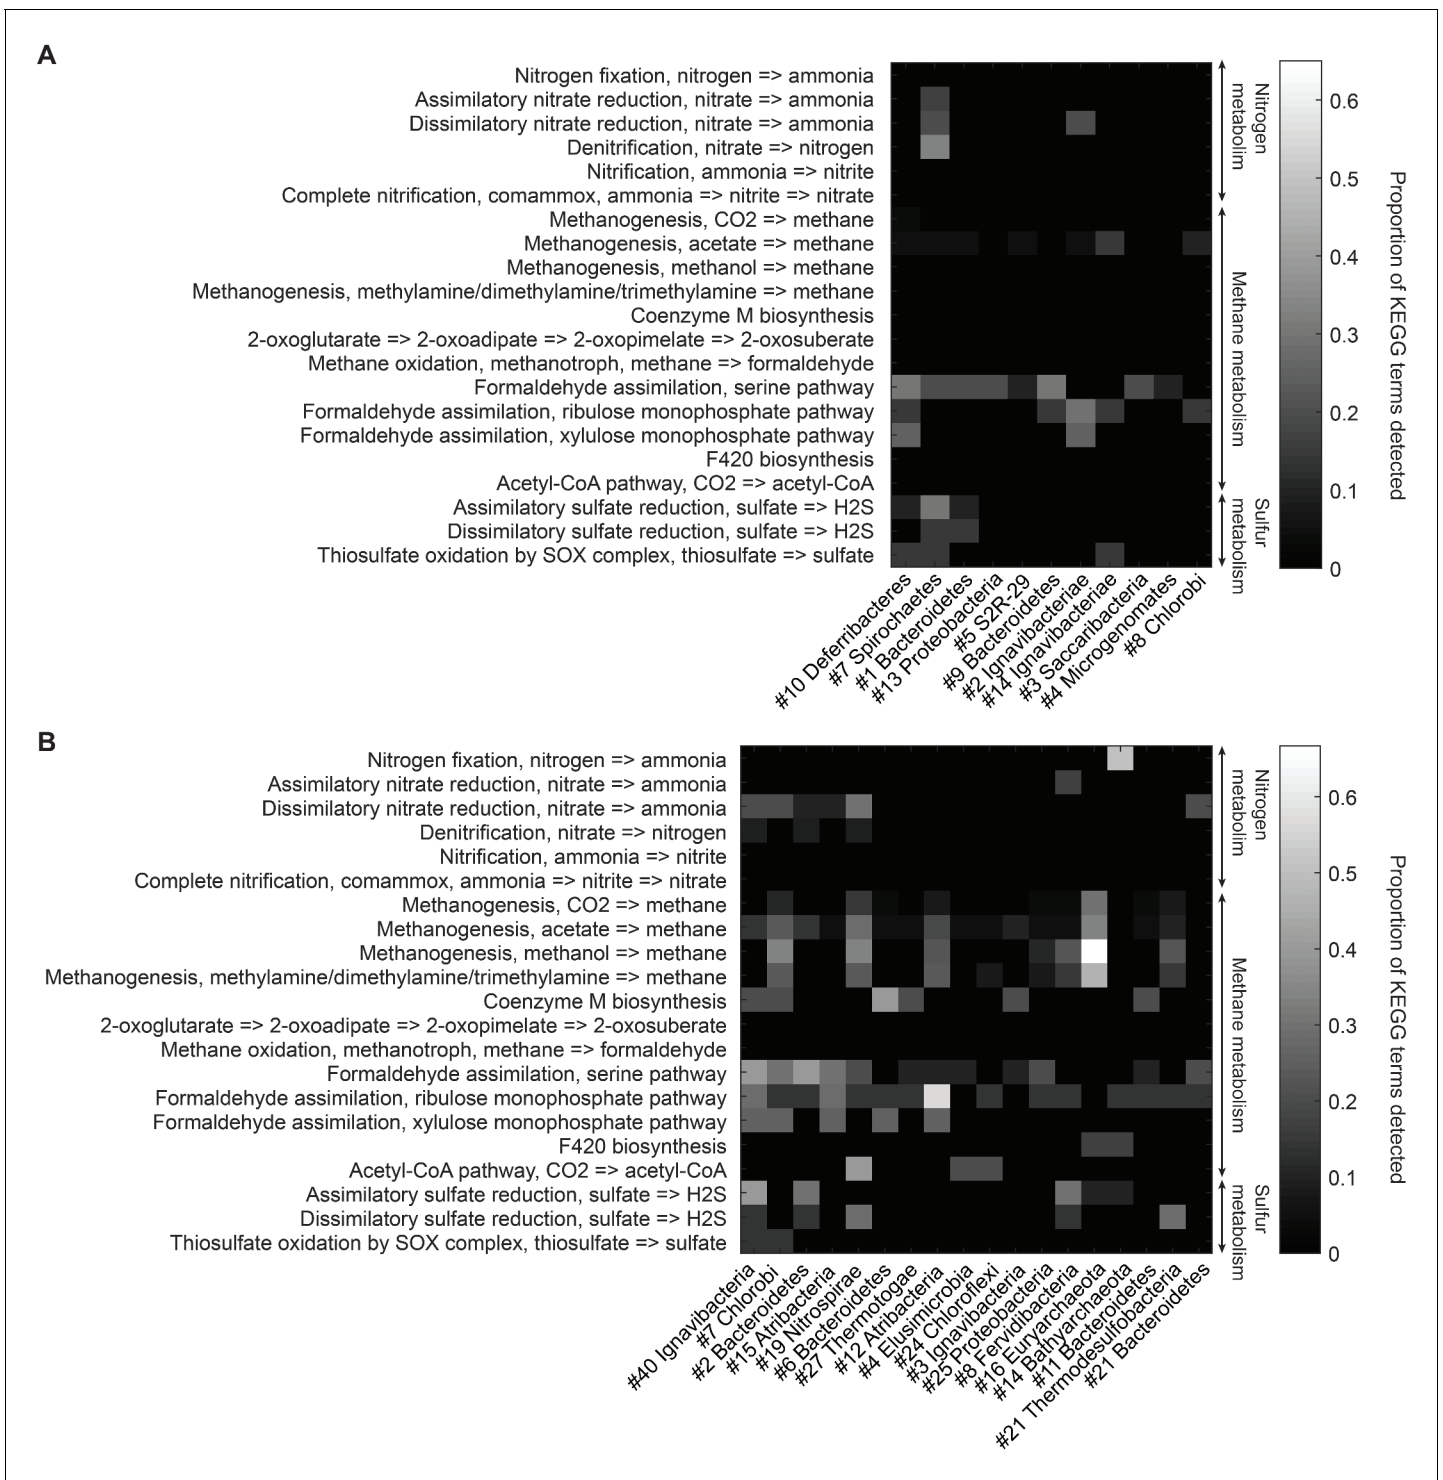 A
Nitrogen fixation, nitrogen => ammonia
Assimilatory nitrate reduction, nitrate => ammonia
Dissimilatory nitrate reduction, nitrate => ammonia
Denitrification, nitrate => nitrogen
Nitrification, ammonia => nitrite
Complete nitrification, comammox, ammonia => nitrite => nitrate
Methanogenesis, CO2 => methane
Methanogenesis, acetate => methane
Methanogenesis, methanol => methane
Methanogenesis, methylamine/dimethylamine/trimethylamine => methane
Coenzyme M biosynthesis
2-oxoglutarate => 2-oxoadipate => 2-oxopimelate => 2-oxosuberate
Methane oxidation, methanotroph, methane => formaldehyde
Formaldehyde assimilation, serine pathway
Formaldehyde assimilation, ribulose monophosphate pathway
Formaldehyde assimilation, xylulose monophosphate pathway
F420 biosynthesis
Acetyl-CoA pathway, CO2 => acetyl-CoA
Assimilatory sulfate reduction, sulfate => H2S
Dissimilatory sulfate reduction, sulfate => H2S
Thiosulfate oxidation by SOX complex, thiosulfate => sulfate
#10 Deferribacteres
#7 Spirochaetes
#1 Bacteroidetes
#13 Proteobacteria
#5 S2R-29
#9 Bacteroidetes
#2 Ignavibacteriae
#14 Ignavibacteriae
#3 Saccaribacteria
#4 Microgenomates
#8 Chlorobi
Nitrogen
metabolim
Methane metabolism
Sulfur
metabolism
0.6
0.5
0.4
0.3
0.2
0.1
0
Proportion of KEGG terms detected
B
Nitrogen fixation, nitrogen => ammonia
Assimilatory nitrate reduction, nitrate => ammonia
Dissimilatory nitrate reduction, nitrate => ammonia
Denitrification, nitrate => nitrogen
Nitrification, ammonia => nitrite
Complete nitrification, comammox, ammonia => nitrite => nitrate
Methanogenesis, CO2 => methane
Methanogenesis, acetate => methane
Methanogenesis, methanol => methane
Methanogenesis, methylamine/dimethylamine/trimethylamine => methane
Coenzyme M biosynthesis
2-oxoglutarate => 2-oxoadipate => 2-oxopimelate => 2-oxosuberate
Methane oxidation, methanotroph, methane => formaldehyde
Formaldehyde assimilation, serine pathway
Formaldehyde assimilation, ribulose monophosphate pathway
Formaldehyde assimilation, xylulose monophosphate pathway
F420 biosynthesis
Acetyl-CoA pathway, CO2 => acetyl-CoA
Assimilatory sulfate reduction, sulfate => H2S
Dissimilatory sulfate reduction, sulfate => H2S
Thiosulfate oxidation by SOX complex, thiosulfate => sulfate
#40 Ignavibacteria
#7 Chlorobi
#2 Bacteroidetes
#15 Atribacteria
#19 Nitrospirae
#6 Bacteroidetes
#27 Thermotogae
#12 Atribacteria
#4 Elusimicrobia
#24 Chloroflexi
#3 Ignavibacteria
#25 Proteobacteria
#8 Fervidibacteria
#16 Euryarchaeota
#14 Bathyarchaeota
#11 Bacteroidetes
#21 Thermodesulfobacteria
#21 Bacteroidetes
Nitrogen
metabolim
Methane metabolism
Sulfur
metabolism
0.6
0.5
0.4
0.3
0.2
0.1
0
Proportion of KEGG terms detected